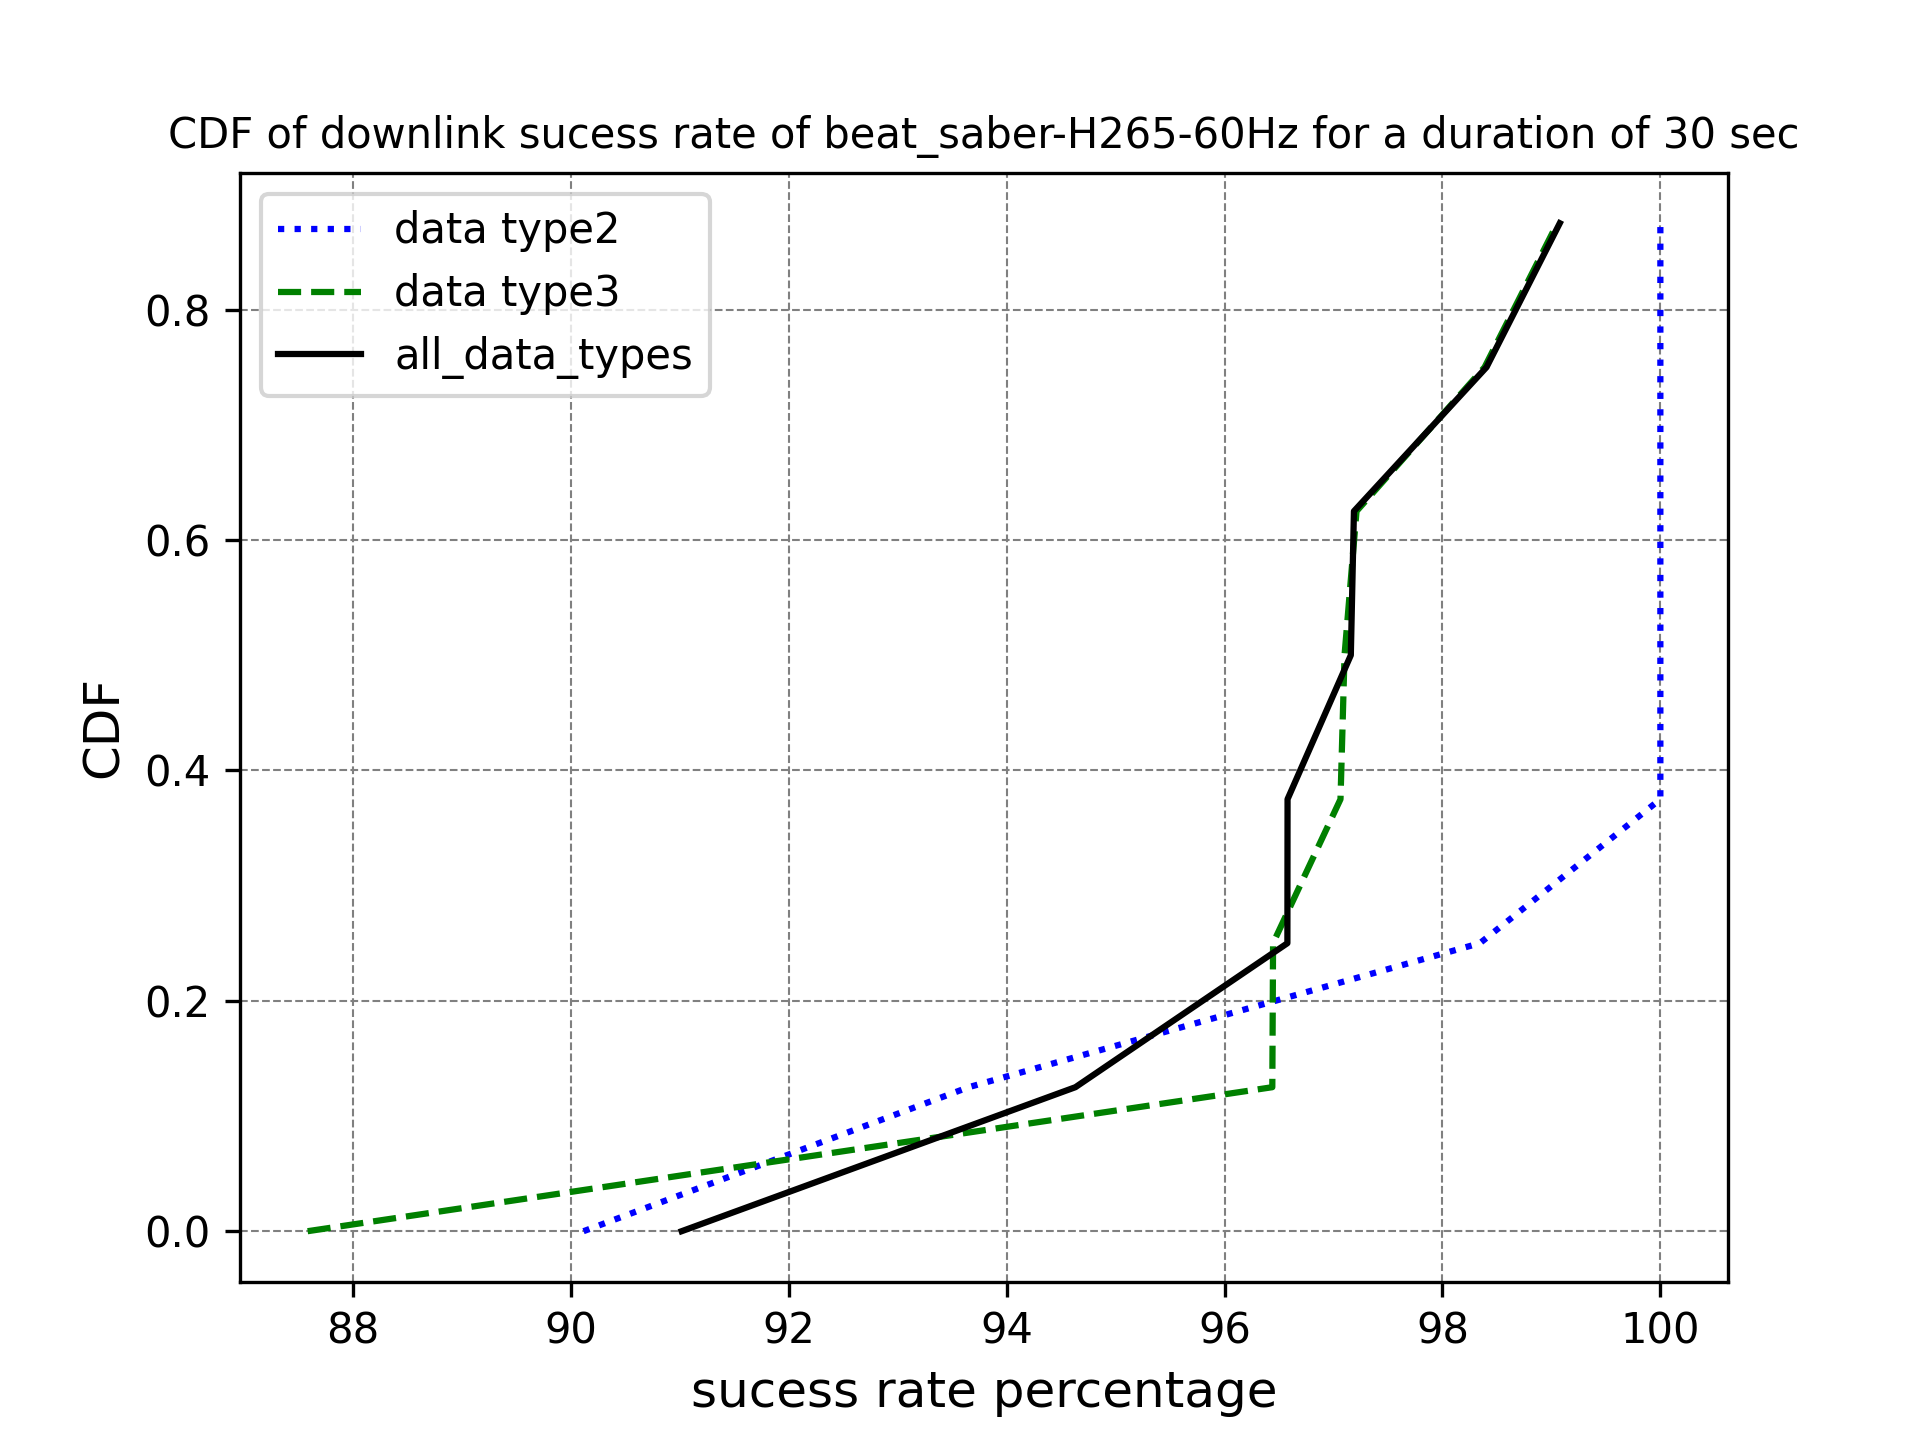 CDF of downlink sucess rate of beat_saber-H265-60Hz for a duration of 30 sec
data type2
data type3
all_data_types
0.8
0.6
0.4
0.2
0.0
CDF
88 90 92 94 96 98 100
sucess rate percentage